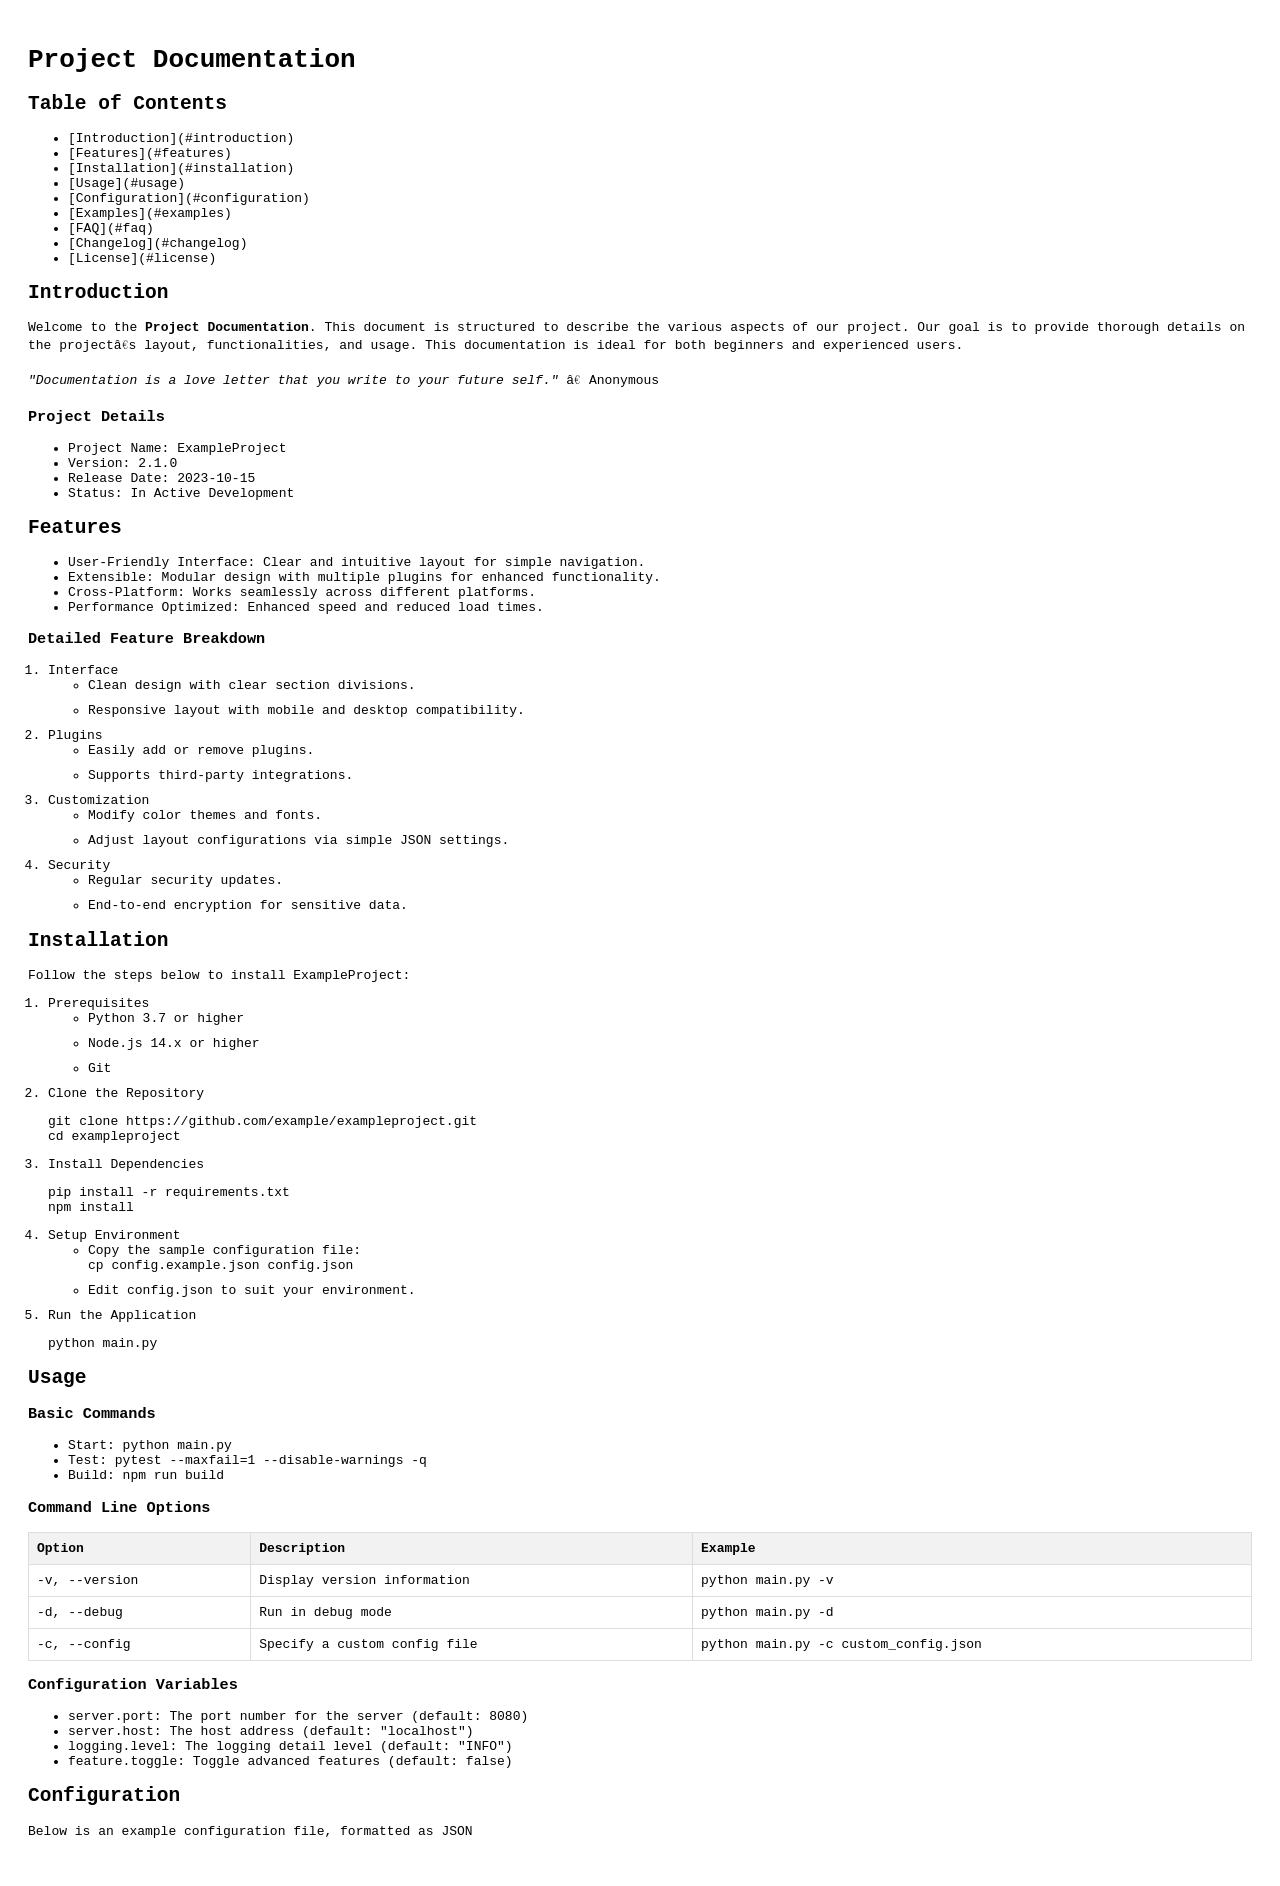 Project Documentation
Table of Contents
• [Introduction](#introduction)
• [Features](#features)
• [Installation](#installation)
• [Usage](#usage)
• [Configuration](#configuration)
• [Examples](#examples)
• [FAQ](#faq)
• [Changelog](#changelog)
• [License](#license)
Introduction
Welcome to the Project Documentation. This document is structured to describe the various aspects of our project. Our goal is to provide thorough details on
the projectâ€s layout, functionalities, and usage. This documentation is ideal for both beginners and experienced users.
"Documentation is a love letter that you write to your future self." â€ Anonymous
Project Details
• Project Name: ExampleProject
• Version: 2.1.0
• Release Date: 2023-10-15
• Status: In Active Development
Features
• User-Friendly Interface: Clear and intuitive layout for simple navigation.
• Extensible: Modular design with multiple plugins for enhanced functionality.
• Cross-Platform: Works seamlessly across different platforms.
• Performance Optimized: Enhanced speed and reduced load times.
Detailed Feature Breakdown
1. Interface
◦ Clean design with clear section divisions.
◦ Responsive layout with mobile and desktop compatibility.
2. Plugins
◦ Easily add or remove plugins.
◦ Supports third-party integrations.
3. Customization
◦ Modify color themes and fonts.
◦ Adjust layout configurations via simple JSON settings.
4. Security
◦ Regular security updates.
◦ End-to-end encryption for sensitive data.
Installation
Follow the steps below to install ExampleProject:
1. Prerequisites
◦ Python 3.7 or higher
◦ Node.js 14.x or higher
◦ Git
2. Clone the Repository
git clone https://github.com/example/exampleproject.git
cd exampleproject
3. Install Dependencies
pip install -r requirements.txt
npm install
4. Setup Environment
◦ Copy the sample configuration file:
cp config.example.json config.json
◦ Edit config.json to suit your environment.
5. Run the Application
python main.py
Usage
Basic Commands
• Start: python main.py
• Test: pytest --maxfail=1 --disable-warnings -q
• Build: npm run build
Command Line Options
Option Description Example
-v, --version Display version information python main.py -v
-d, --debug Run in debug mode python main.py -d
-c, --config Specify a custom config file python main.py -c custom_config.json
Configuration Variables
• server.port: The port number for the server (default: 8080)
• server.host: The host address (default: "localhost")
• logging.level: The logging detail level (default: "INFO")
• feature.toggle: Toggle advanced features (default: false)
Configuration
Below is an example configuration file, formatted as JSON